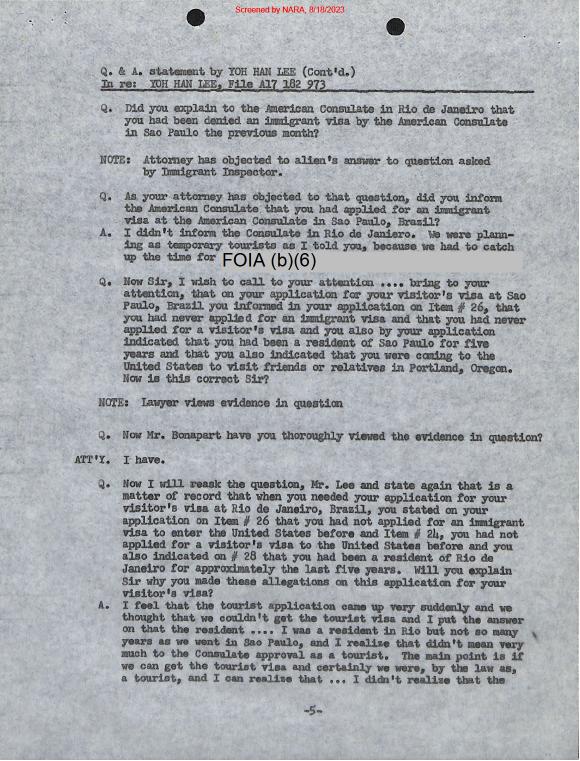 Screened by NARA, 8/18/2023
Q. & A. statement by YOH HAN LEE (Cont'd.)
In re: YOH HAN LEE, File A17 182 973
Q. Did you explain to the American Consulate in Rio de Janeiro that
you had been denied an immigrant visa by the American Consulate
in Sao Paulo the previous month?
NOTE: Attorney has objected to alien's answer to question asked
by Immigrant Inspector.
Q. As your attorney has objected to that question, did you inform
the American Consulate that you had applied for an immigrant
visa at the American Consulate in Sao Paulo, Brazil?
A. I didn't inform the Consulate in Rio de Janiero. We were plann-
ing as temporary tourists as I told you, because we had to catch
up the time for FOIA (b)(6)
Q. Now Sir, I wish to call to your attention .... bring to your
attention, that on your application for your visitor's visa at Sao
Paulo, Brazil you informed in your application on Item # 26, that
you had never applied for an immigrant visa and that you had never
applied for a visitor's visa and you also by your application
indicated that you had been a resident of Sao Paulo for five
years and that you also indicated that you were coming to the
United States to visit friends or relatives in Portland, Oregon.
Now is this correct Sir?
NOTE: Lawyer views evidence in question
Q. Now Mr. Bonapart have you thoroughly viewed the evidence in question?
ATT'Y. I have.
Q. Now I will reask the question, Mr. Lee and state again that is a
matter of record that when you needed your application for your
visitor's visa at Rio de Janeiro, Brazil, you stated on your
application on Item # 26 that you had not applied for an immigrant
visa to enter the United States before and Item # 24, you had not
applied for a visitor's visa to the United States before and you
also indicated on # 28 that you had been a resident of Rio de
Janeiro for approximately the last five years. Will you explain
Sir why you made these allegations on this application for your
visitor's visa?
A. I feel that the tourist application came up very suddenly and we
thought that we couldn't get the tourist visa and I put the answer
on that the resident .... I was a resident in Rio but not so many
years as we went in Sao Paulo, and I realize that didn't mean very
much to the Consulate approval as a tourist. The main point is if
we can get the tourist visa and certainly we were, by the law as,
a tourist, and I can realize that ... I didn't realize that the
-5-